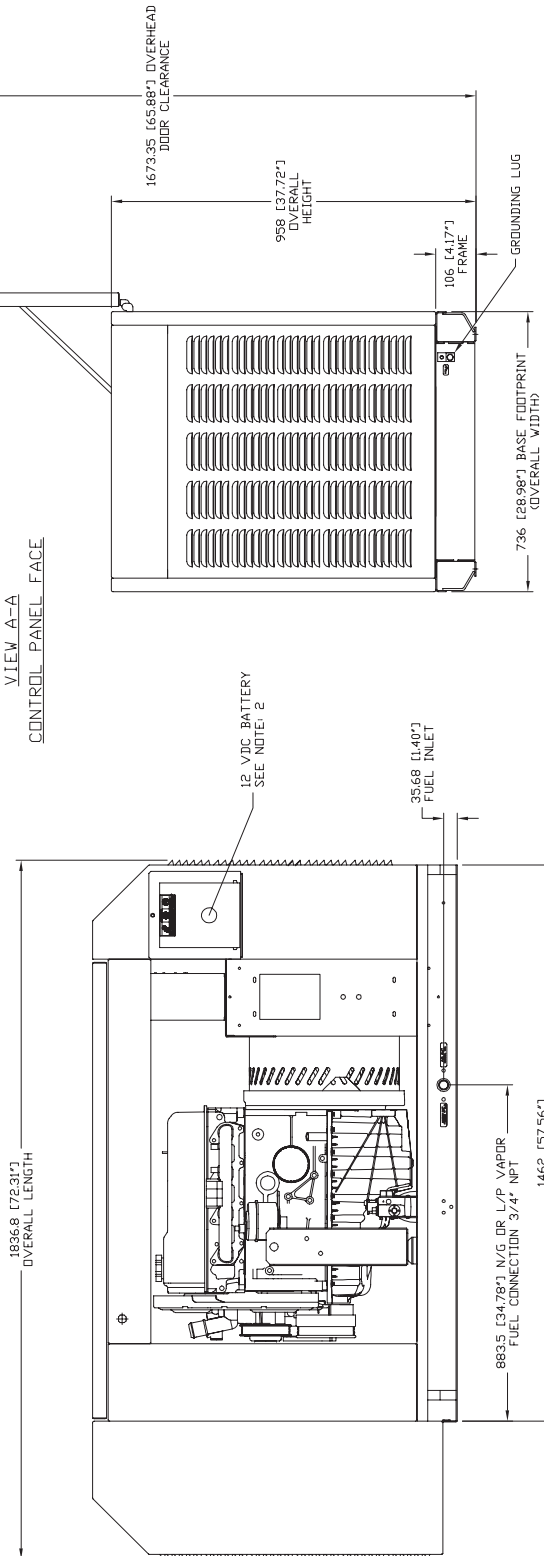 VIEW A-A
CONTROL PANEL FACE
1673.35 [65.88"] OVERHEAD
DOOR CLEARANCE
958 [37.72"]
OVERALL
HEIGHT
106 [4.17"]
FRAME
GROUNDING LUG
736 [28.98"] BASE FOOTPRINT
(OVERALL WIDTH)
1836.8 [72.31"]
OVERALL LENGTH
12 VDC BATTERY
SEE NOTE: 2
35.68 [1.40"]
FUEL INLET
883.5 [34.78"] N/G OR L/P VAPOR
FUEL CONNECTION 3/4" NPT
1462 [57.56"]